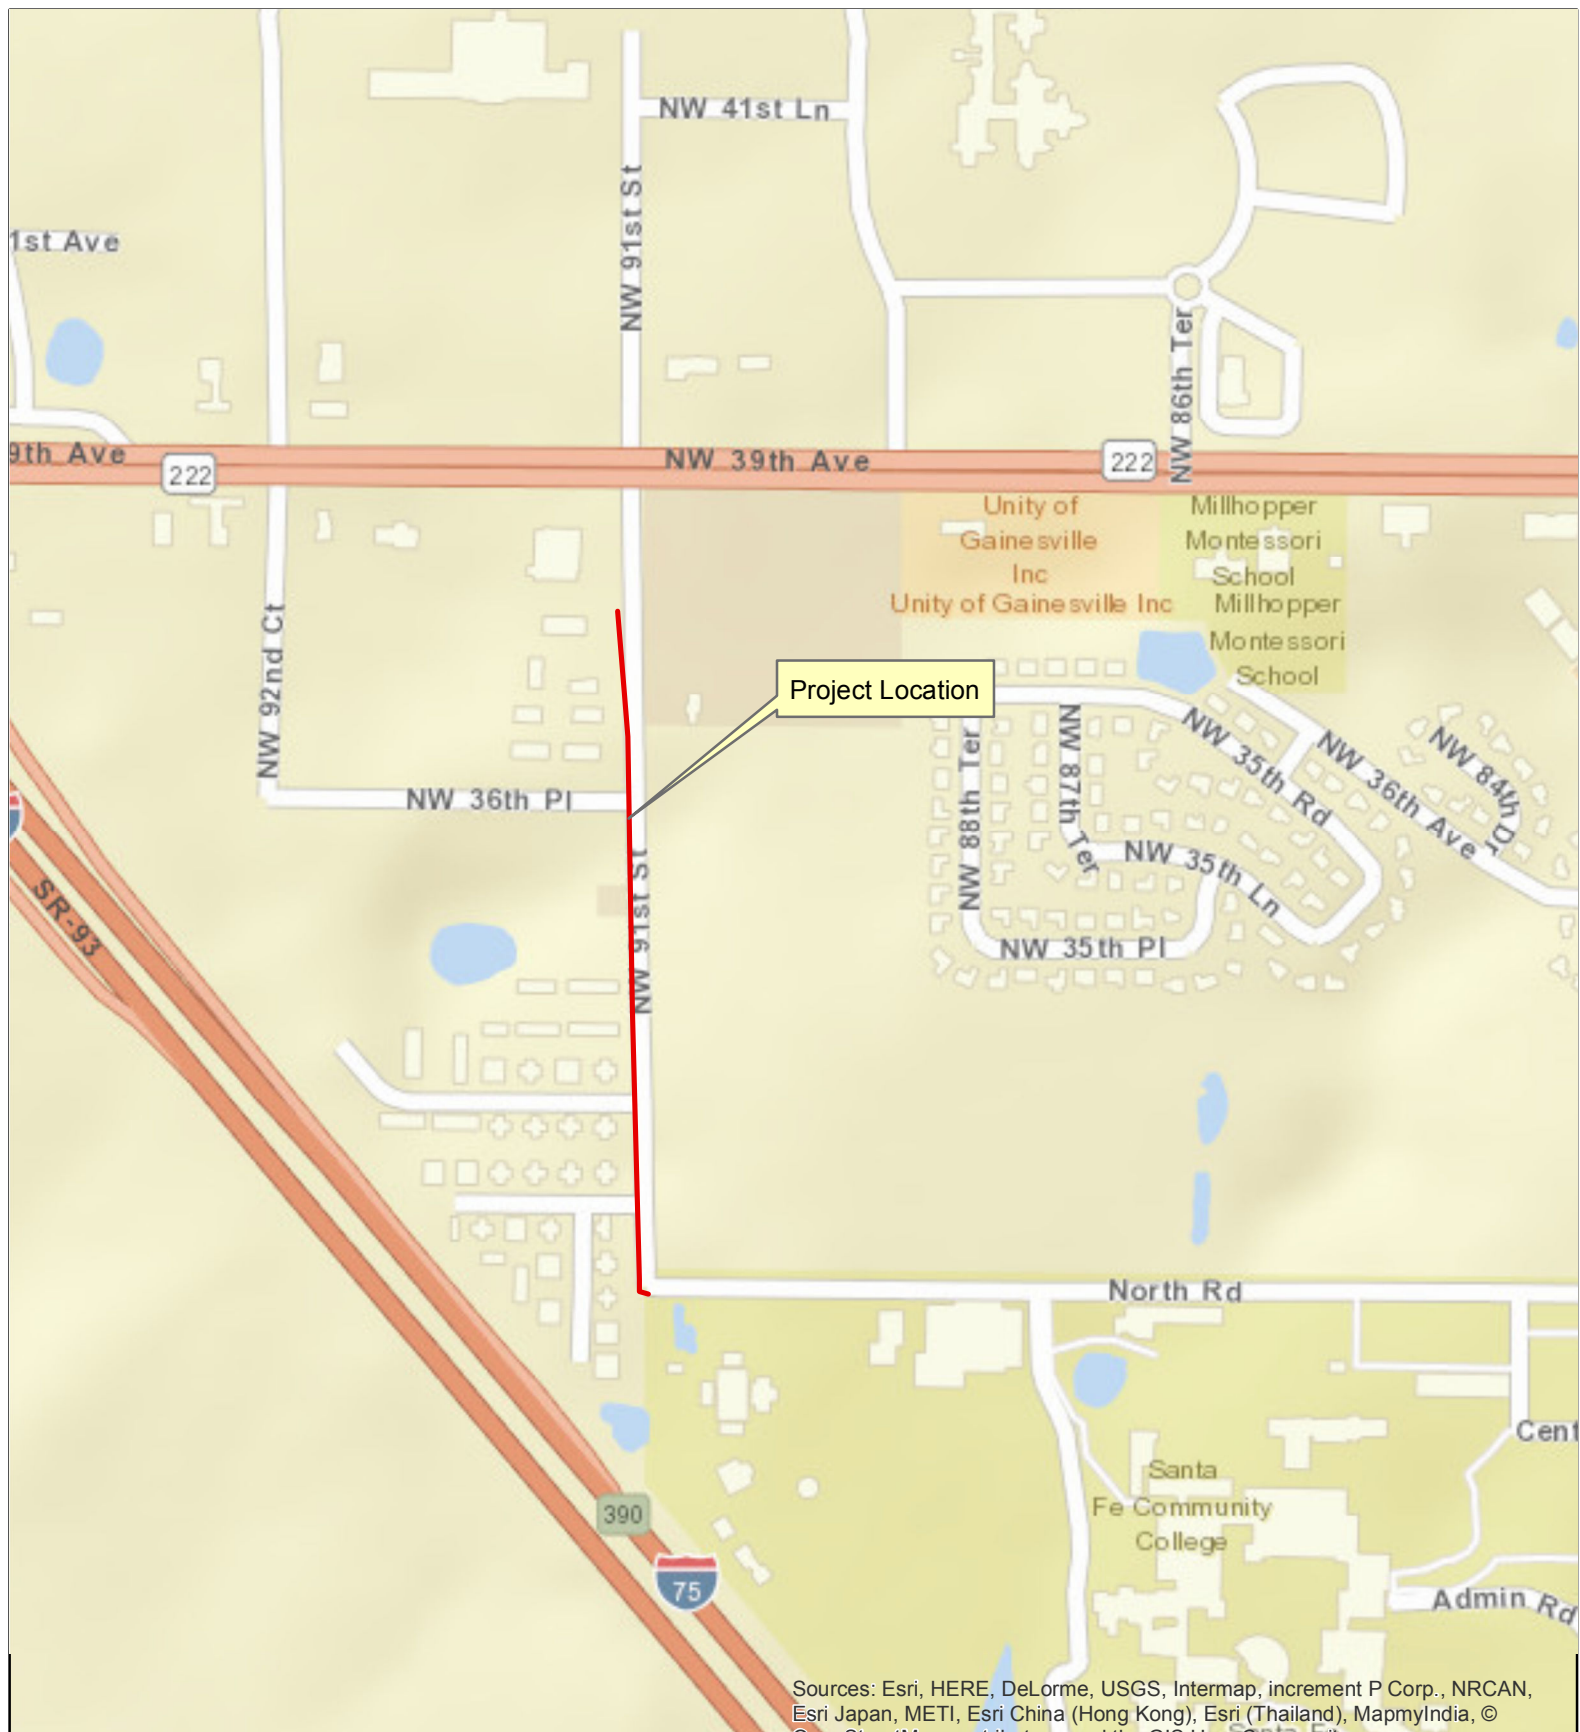 NW 41st Ln
NW 91st St
1st Ave
NW 86th Ter
9th Ave
222
NW 39th Ave
222
Unity of
Gainesville
Inc
Unity of Gainesville Inc
Millhopper
Montessori
School
Millhopper
Montessori
School
NW 92nd Ct
Project Location
NW 36th Pl
NW 88th Ter
NW 87th Ter
NW 35th Rd
NW 36th Ave
NW 84th Dr
NW 35th Ln
NW 35th Pl
NW 91st St
SR-93
North Rd
Cent
Santa
Fe Community
College
390
75
Admin Rd
Sources: Esri, HERE, DeLorme, USGS, Intermap, increment P Corp., NRCAN,
Esri Japan, METI, Esri China (Hong Kong), Esri (Thailand), MapmyIndia, ©